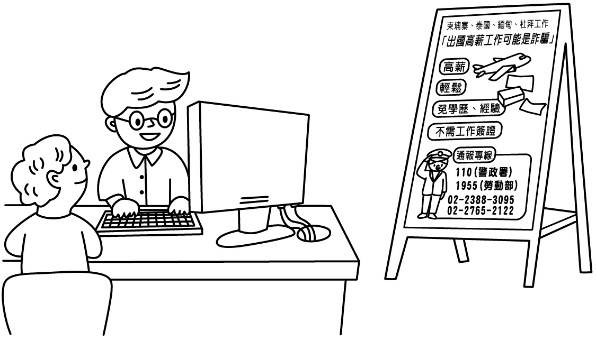 柬埔寨、泰國、緬甸、杜拜工作
「出國高薪工作可能是詐騙」
高薪
輕鬆
免學歷、經驗
不需工作簽證
通報專線
110(警政署)
1955(勞動部)
02-2388-3095
02-2765-2122